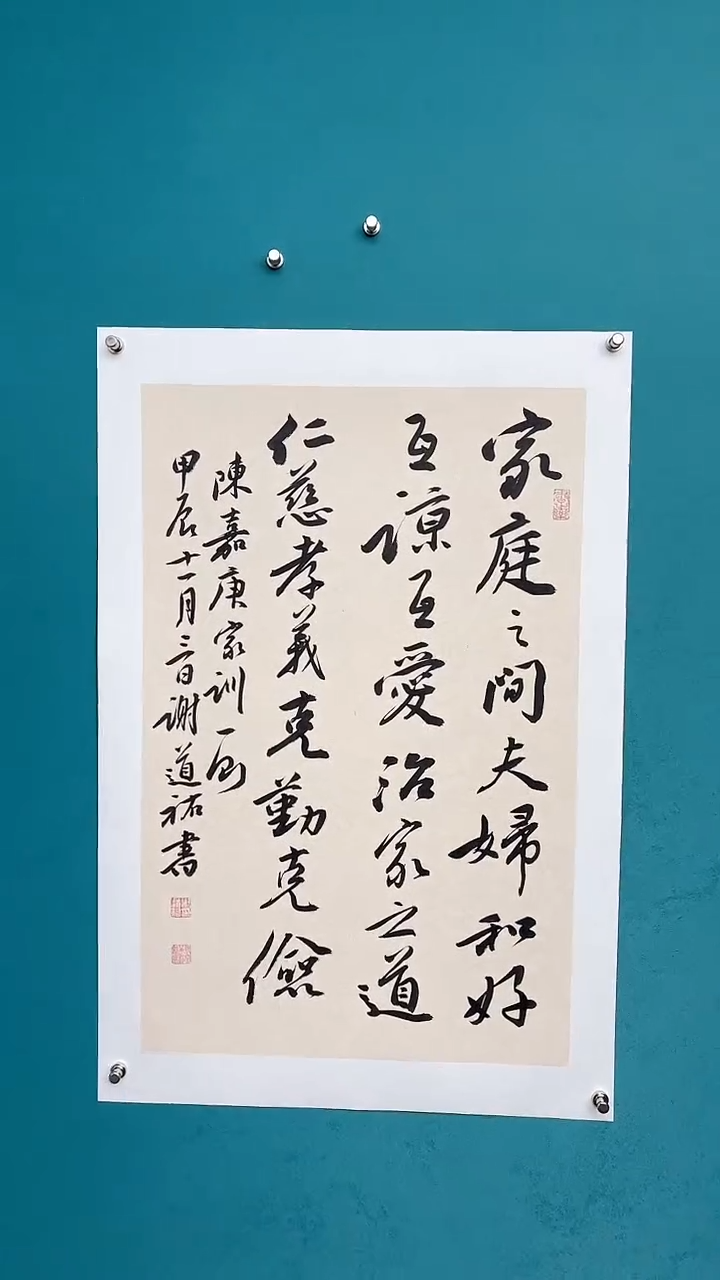 家庭之間夫婦和好
互諒互愛治家之道
仁慈孝義克勤克儉
陳嘉庚家訓一則
甲辰十一月三日謝道祐書